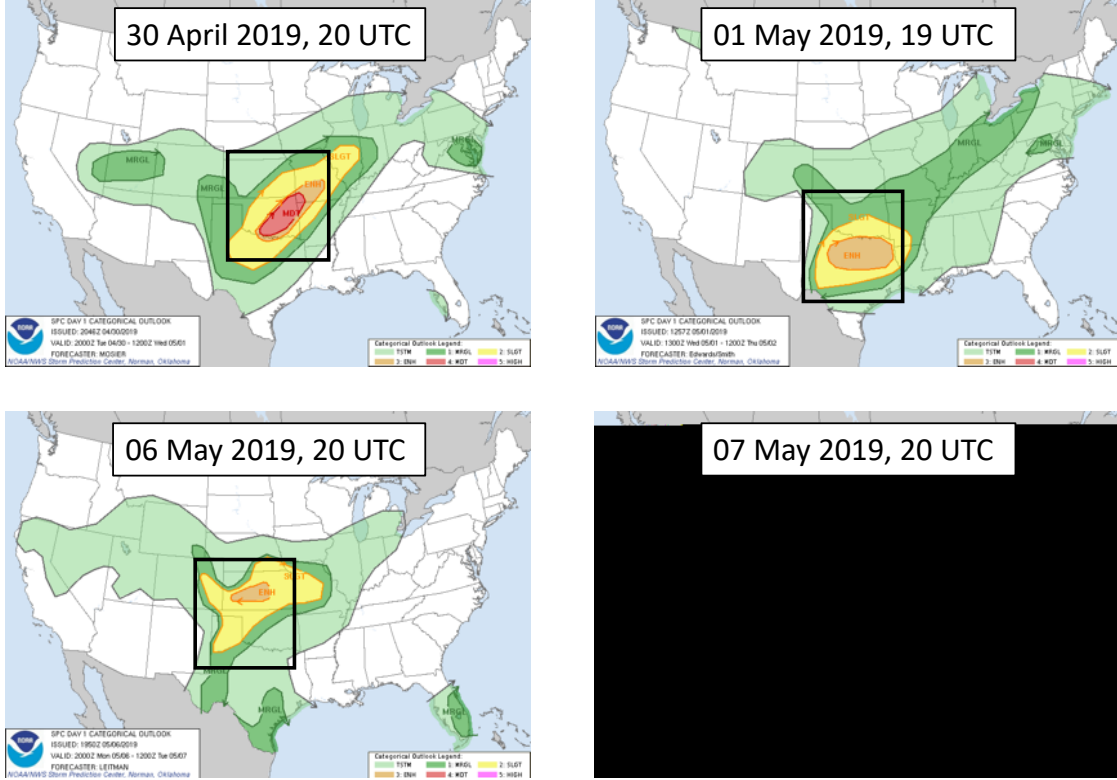 30 April 2019, 20 UTC
MRGL
MRGL
SLGT
ENH
MDT
MRGL
NOAA
SPC DAY 1 CATEGORICAL OUTLOOK
ISSUED: 2046Z 04/30/2019
VALID: 2000Z Tue 04/30 - 1200Z Wed 05/01
FORECASTER: MOSIER
NOAA/NWS Storm Prediction Center, Norman, Oklahoma
Categorical Outlook Legend:
TSTM 1: MRGL 2: SLGT
3: ENH 4: MDT 5: HIGH
01 May 2019, 19 UTC
MRGL
MRGL
SLGT
ENH
NOAA
SPC DAY 1 CATEGORICAL OUTLOOK
ISSUED: 1257Z 05/01/2019
VALID: 1300Z Wed 05/01 - 1200Z Thu 05/02
FORECASTER: Edwards/Smith
NOAA/NWS Storm Prediction Center, Norman, Oklahoma
Categorical Outlook Legend:
TSTM 1: MRGL 2: SLGT
3: ENH 4: MDT 5: HIGH
06 May 2019, 20 UTC
SLGT
ENH
MRGL
MRGL
MRGL
NOAA
SPC DAY 1 CATEGORICAL OUTLOOK
ISSUED: 1950Z 05/06/2019
VALID: 2000Z Mon 05/06 - 1200Z Tue 05/07
FORECASTER: LEITMAN
NOAA/NWS Storm Prediction Center, Norman, Oklahoma
Categorical Outlook Legend:
TSTM 1: MRGL 2: SLGT
3: ENH 4: MDT 5: HIGH
07 May 2019, 20 UTC